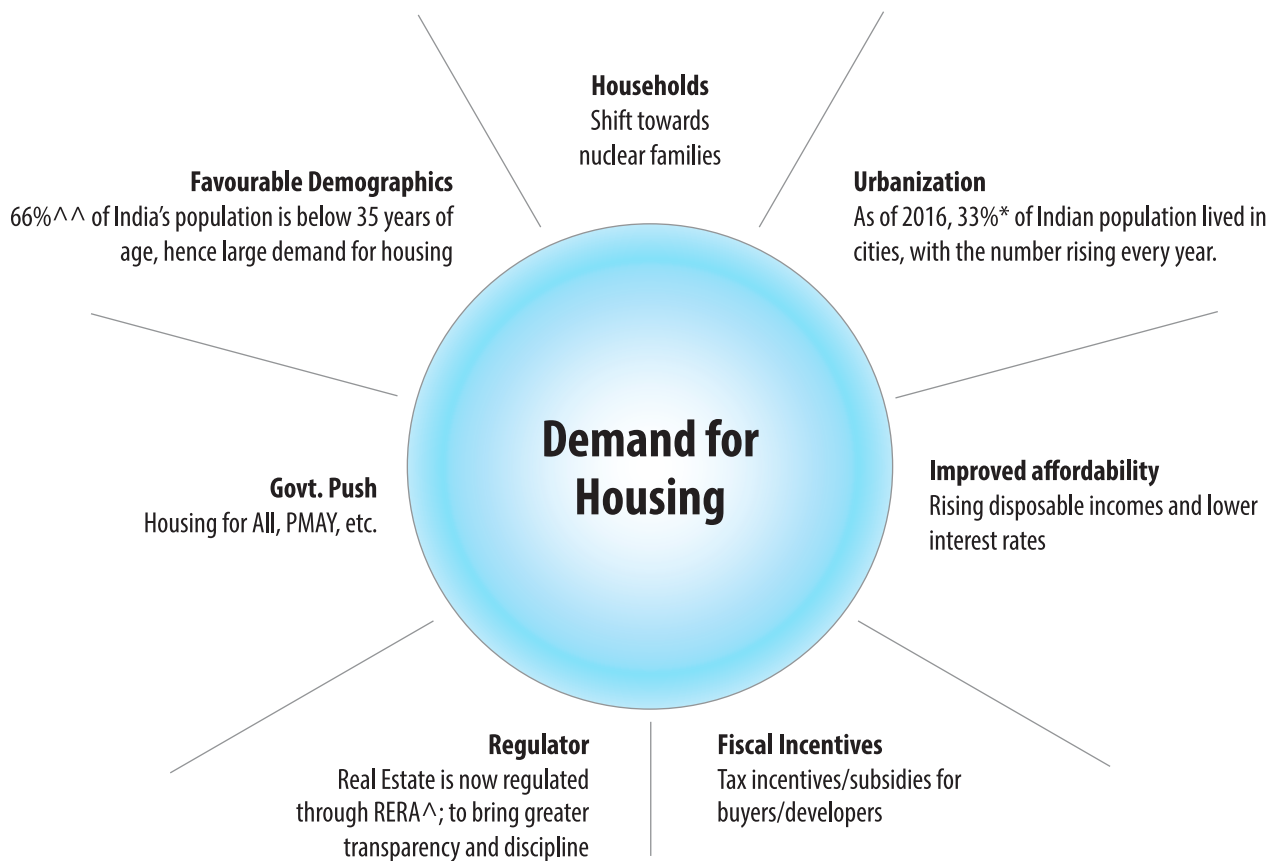 Households
Shift towards
nuclear families
Favourable Demographics
66%^^ of India's population is below 35 years of
age, hence large demand for housing
Urbanization
As of 2016, 33%* of Indian population lived in
cities, with the number rising every year.
Demand for
Housing
Govt. Push
Housing for All, PMAY, etc.
Improved affordability
Rising disposable incomes and lower
interest rates
Regulator
Real Estate is now regulated
through RERA^; to bring greater
transparency and discipline
Fiscal Incentives
Tax incentives/subsidies for
buyers/developers